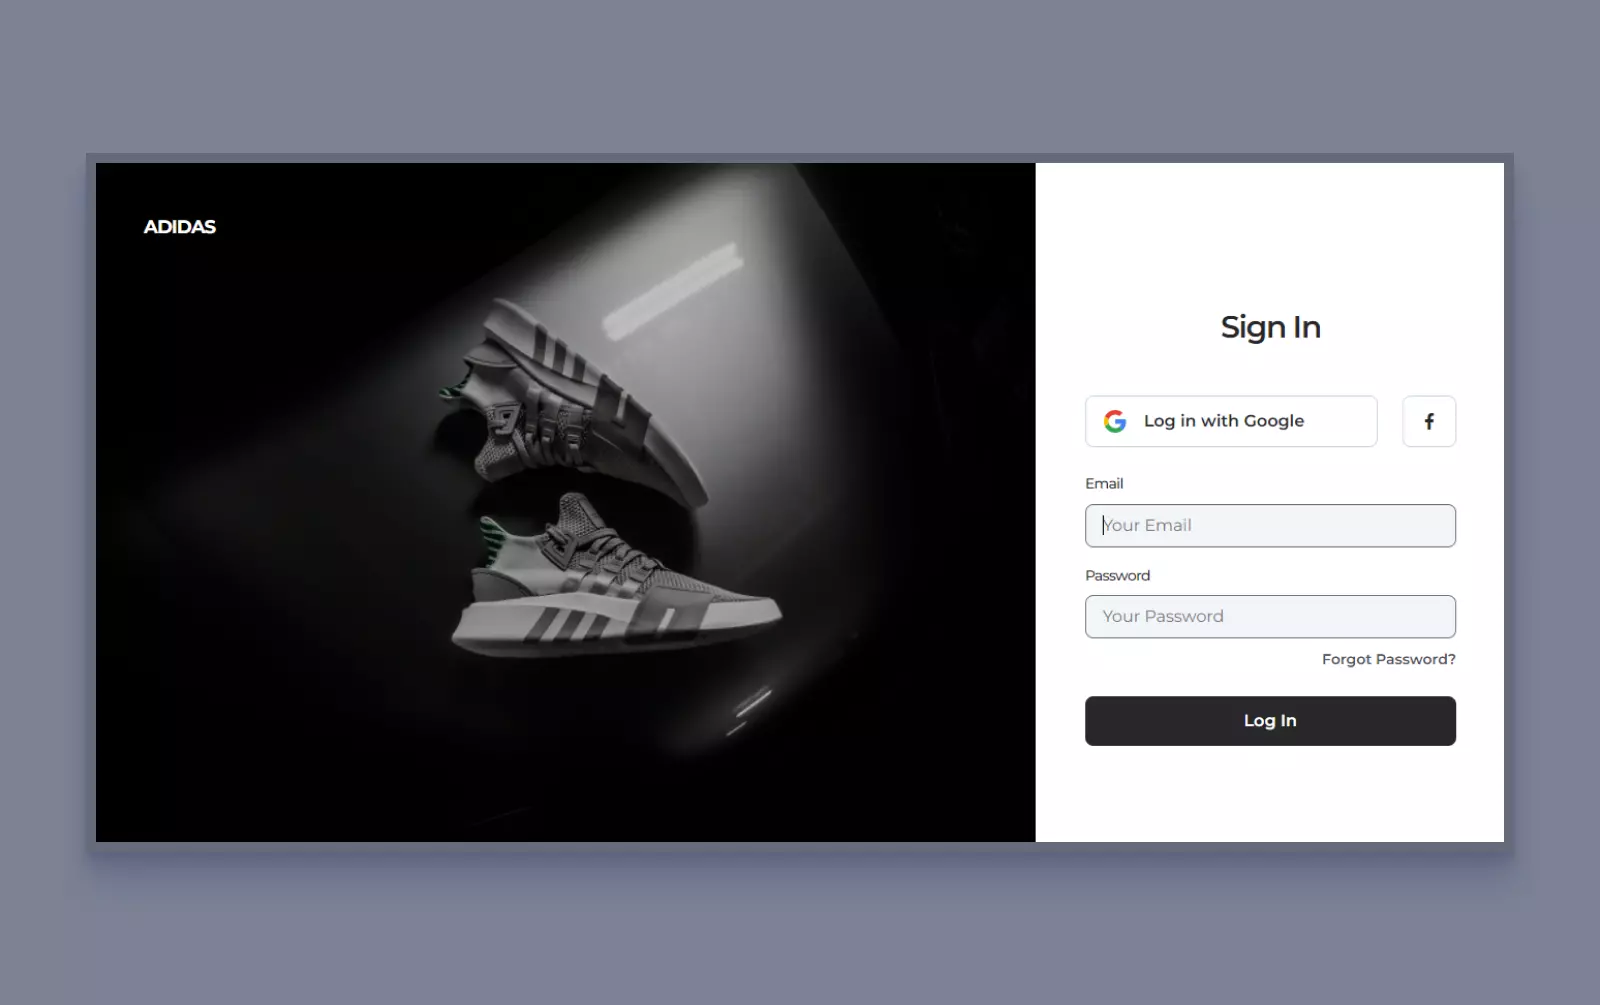 ADIDAS
Sign In
Log in with Google
Email
Your Email
Password
Your Password
Forgot Password?
Log In